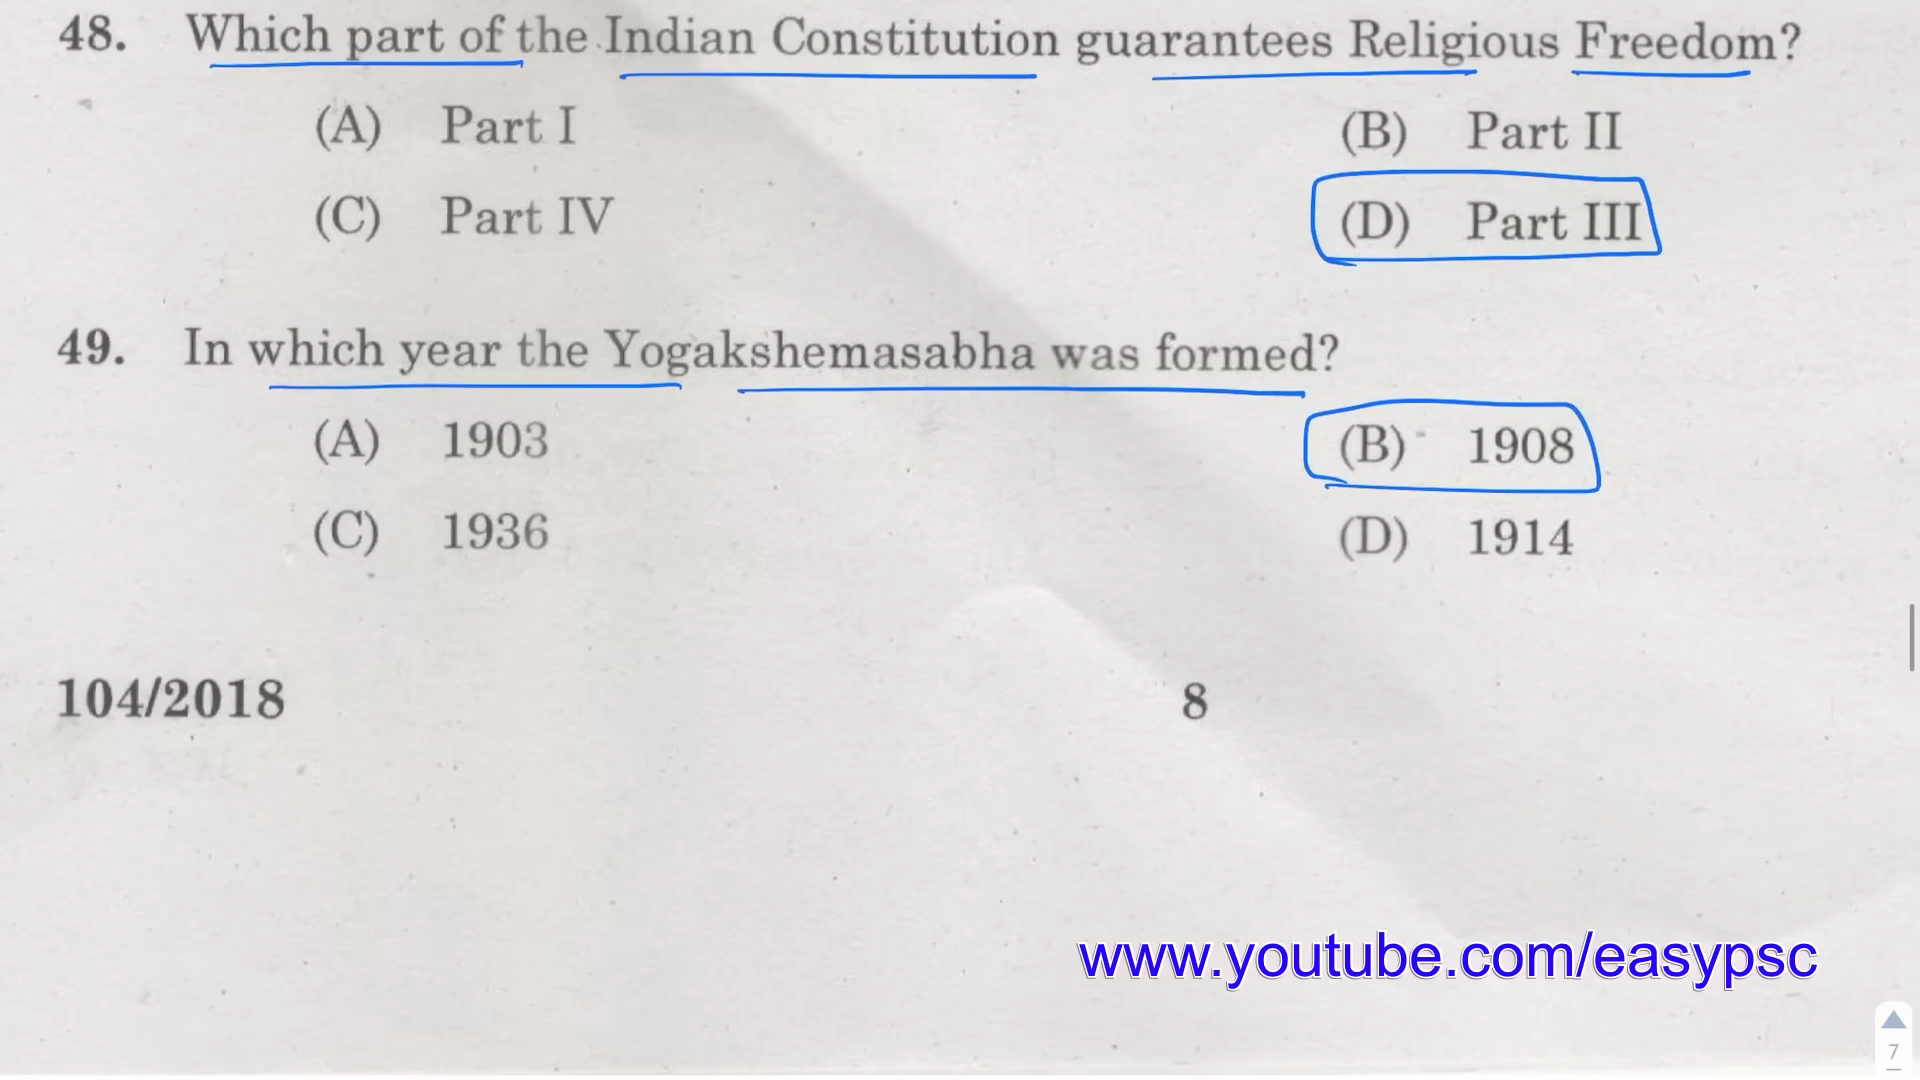 48. Which part of the Indian Constitution guarantees Religious Freedom?
(A) Part I (B) Part II
(C) Part IV (D) Part III
49. In which year the Yogakshemasabha was formed?
(A) 1903 (B) 1908
(C) 1936 (D) 1914
104/2018 8
www.youtube.com/easypsc
7